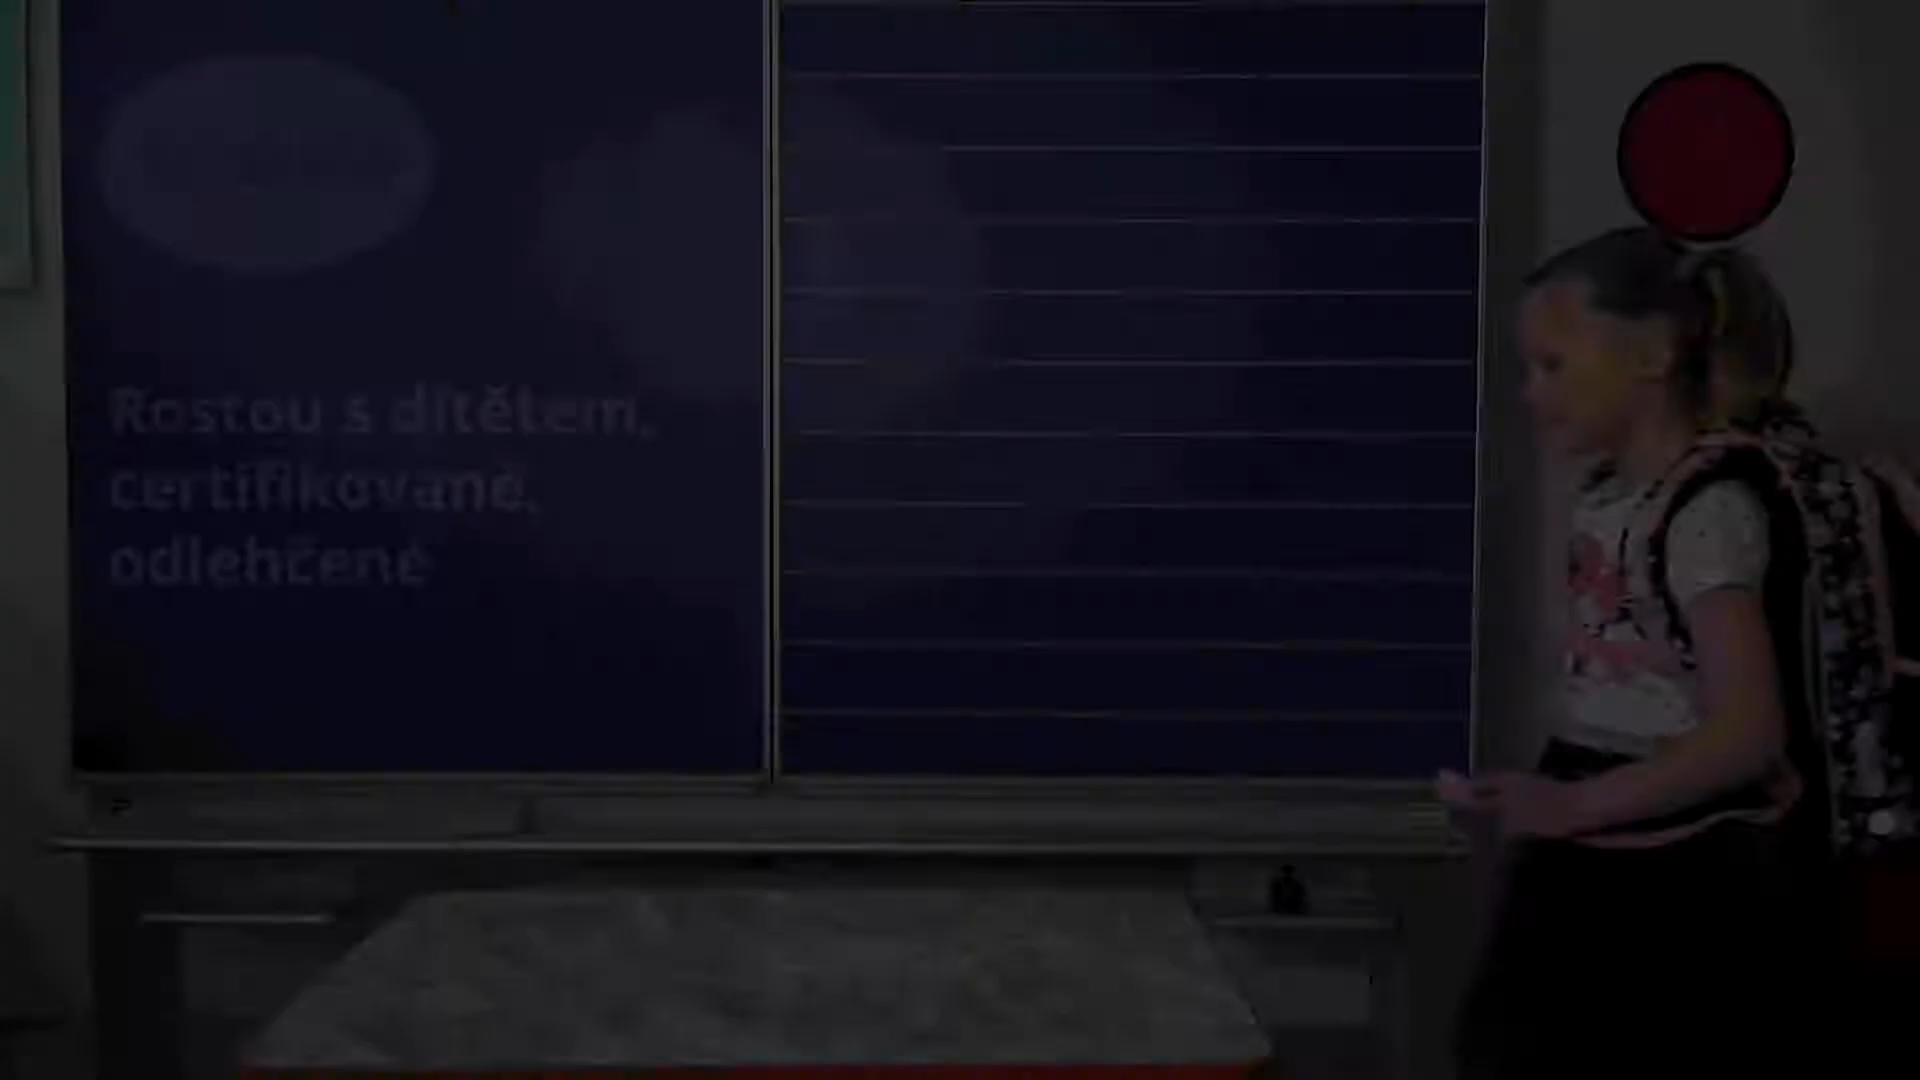 Rostou s dítětem,
certifikované,
odlehčené